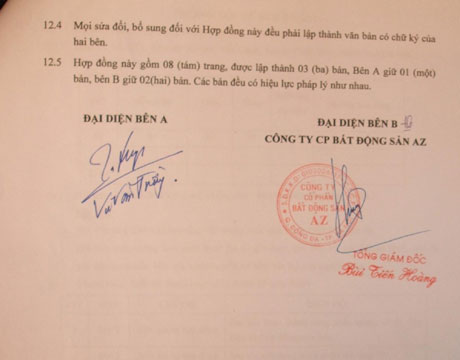 12.4 Mọi sửa đổi, bổ sung đối với Hợp đồng này đều phải lập thành văn bản có chữ ký của
hai bên.
12.5 Hợp đồng này gồm 08 (tám) trang, được lập thành 03 (ba) bản, Bên A giữ 01 (một)
bản, bên B giữ 02(hai) bản. Các bản đều có hiệu lực pháp lý như nhau.
ĐẠI DIỆN BÊN A
ĐẠI DIỆN BÊN B
CÔNG TY CP BẤT ĐỘNG SẢN AZ
CÔNG TY
CỔ PHẦN
BẤT ĐỘNG SẢN
AZ
TỔNG GIÁM ĐỐC
Bùi Tiến Hoàng